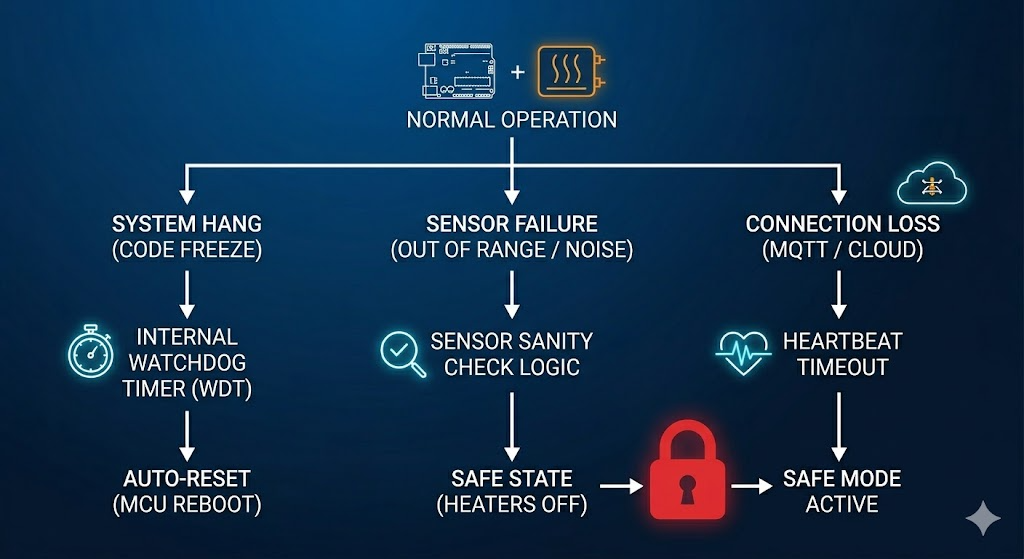 +
NORMAL OPERATION
SYSTEM HANG
(CODE FREEZE)
SENSOR FAILURE
(OUT OF RANGE / NOISE)
CONNECTION LOSS
(MQTT / CLOUD)
INTERNAL
WATCHDOG
TIMER (WDT)
SENSOR SANITY
CHECK LOGIC
HEARTBEAT
TIMEOUT
AUTO-RESET
(MCU REBOOT)
SAFE STATE
(HEATERS OFF)
SAFE MODE
ACTIVE